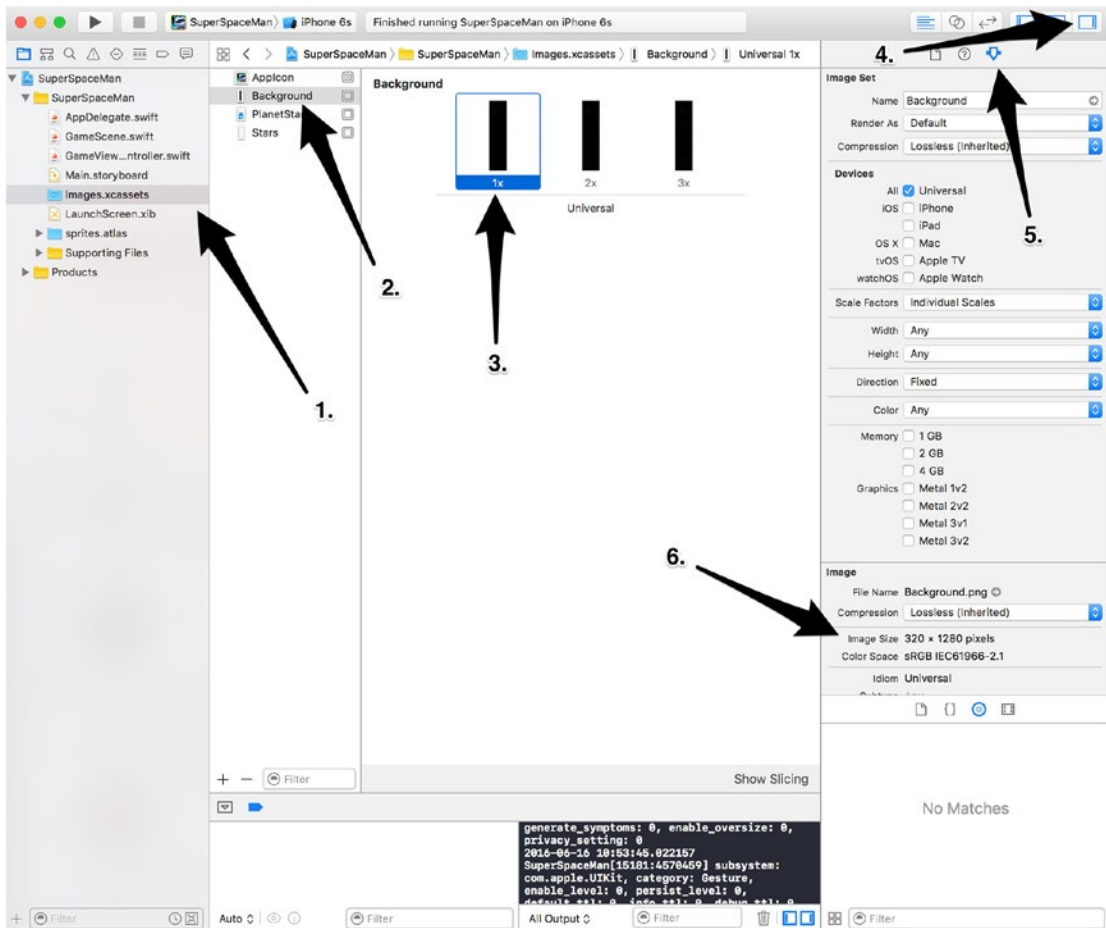 SuperSpaceMan iPhone 6s
Finished running SuperSpaceMan on iPhone 6s
4.
SuperSpaceMan SuperSpaceMan Images.xcassets Background Universal 1x
SuperSpaceMan
SuperSpaceMan
AppDelegate.swift
GameScene.swift
GameView...ntroller.swift
Main.storyboard
Images.xcassets
LaunchScreen.xib
sprites.atlas
Supporting Files
Products
1.
AppIcon
Background
Stars
2.
Background
1x 2x 3x
Universal
3.
Image Set
Name Background
Render As Default
Compression Lossless (Inherited)
Devices
All Universal
iOS iPhone
iPad
OS X Mac
tvOS Apple TV
watchOS Apple Watch
5.
Scale Factors Individual Scales
Width Any
Height Any
Direction Fixed
Color Any
Memory 1 GB
2 GB
4 GB
Graphics Metal 1v2
Metal 2v2
Metal 3v1
Metal 3v2
6.
Image
File Name Background.png
Compression Lossless (Inherited)
Image Size 320 × 1280 pixels
Color Space sRGB IEC61966-2.1
Idiom Universal
Filter
Show Slicing
No Matches
generate_symptoms: 0, enable_oversize: 0,
privacy_setting: 0
2016-06-16 10:53:45.022157
SuperSpaceMan[15181:4570459] subsystem:
com.apple.UIKit, category: Gesture,
enable_level: 0, persist_level: 0,
default_ttl: 0, info_ttl: 0, debug_ttl: 0,
Filter
Auto
Filter
All Output
Filter
Filter